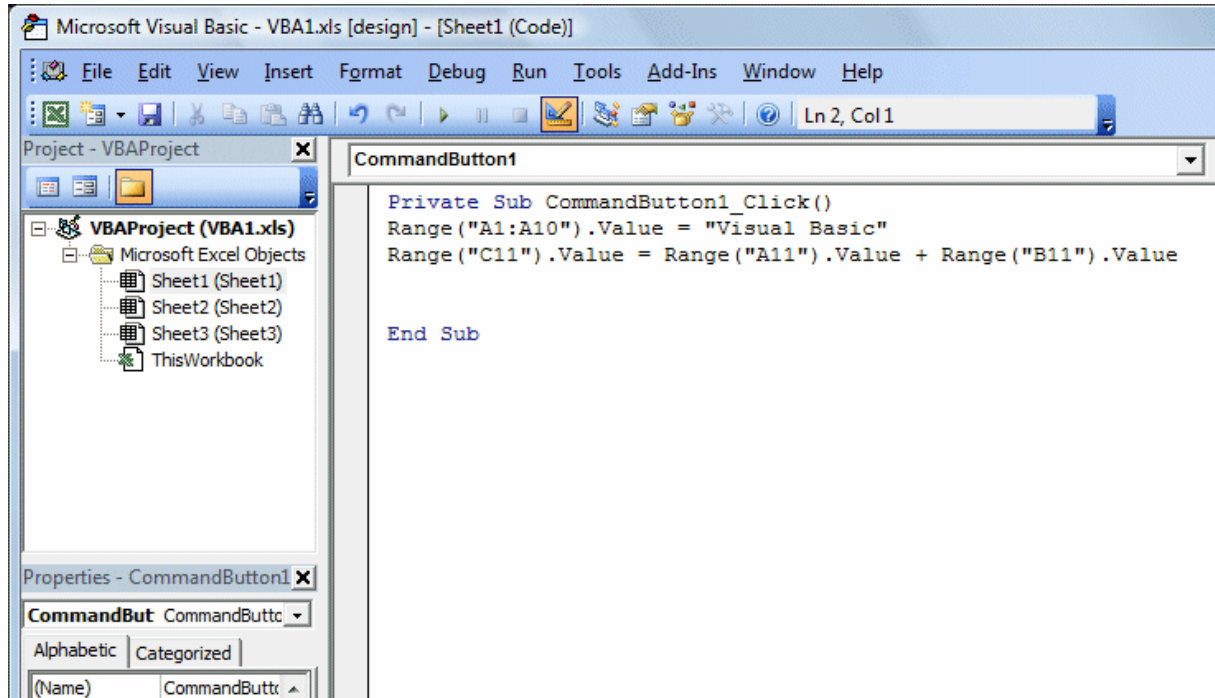 Microsoft Visual Basic - VBA1.xls [design] - [Sheet1 (Code)]
File Edit View Insert Format Debug Run Tools Add-Ins Window Help
Ln 2, Col 1
Project - VBAProject
VBAProject (VBA1.xls)
Microsoft Excel Objects
Sheet1 (Sheet1)
Sheet2 (Sheet2)
Sheet3 (Sheet3)
ThisWorkbook
Properties - CommandButton1
CommandBut CommandButtc
Alphabetic Categorized
(Name) CommandButtc
CommandButton1
Private Sub CommandButton1_Click()
Range("A1:A10").Value = "Visual Basic"
Range("C11").Value = Range("A11").Value + Range("B11").Value
End Sub